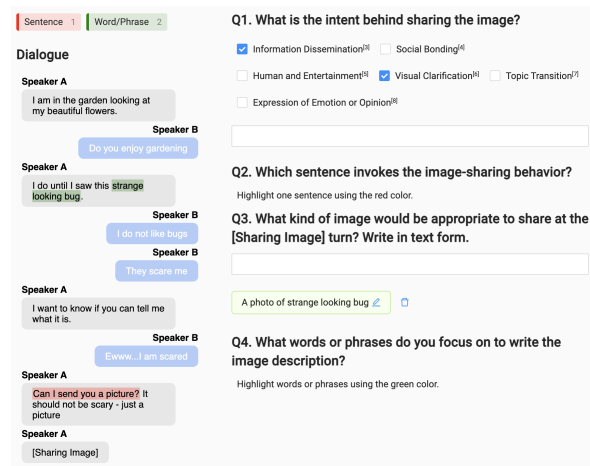 Sentence 1 Word/Phrase 2
Dialogue
Speaker A
I am in the garden looking at
my beautiful flowers.
Speaker B
Do you enjoy gardening
Speaker A
I do until I saw this strange
looking bug.
Speaker B
I do not like bugs
Speaker B
They scare me
Speaker A
I want to know if you can tell me
what it is.
Speaker B
Ewww...I am scared
Speaker A
Can I send you a picture? It
should not be scary - just a
picture
Speaker A
[Sharing Image]
Q1. What is the intent behind sharing the image?
Information Dissemination[3] Social Bonding[4]
Human and Entertainment[5] Visual Clarification[6] Topic Transition[7]
Expression of Emotion or Opinion[8]
Q2. Which sentence invokes the image-sharing behavior?
Highlight one sentence using the red color.
Q3. What kind of image would be appropriate to share at the
[Sharing Image] turn? Write in text form.
A photo of strange looking bug
Q4. What words or phrases do you focus on to write the
image description?
Highlight words or phrases using the green color.